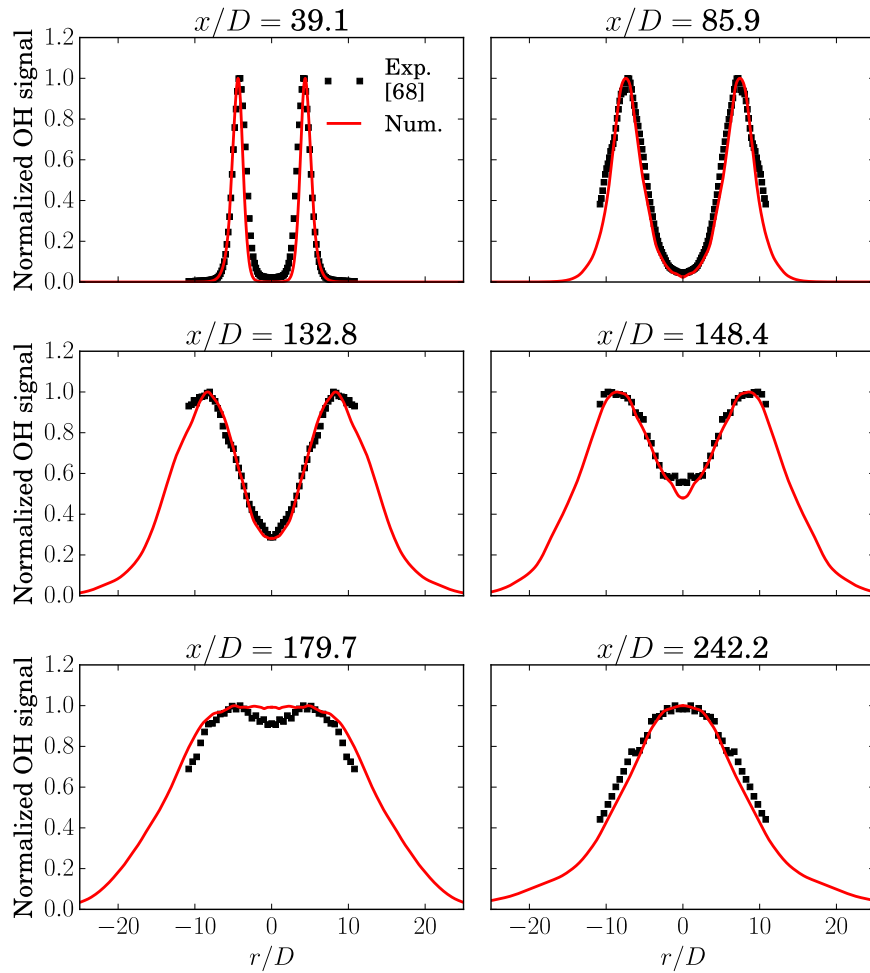 x/D = 39.1
x/D = 85.9
Normalized OH signal
1.2
1.0
0.8
0.6
0.4
0.2
0.0
Exp.
[68]
Num.
x/D = 132.8
x/D = 148.4
Normalized OH signal
1.2
1.0
0.8
0.6
0.4
0.2
0.0
x/D = 179.7
x/D = 242.2
Normalized OH signal
1.2
1.0
0.8
0.6
0.4
0.2
0.0
−20 −10 0 10 20
−20 −10 0 10 20
r/D
r/D